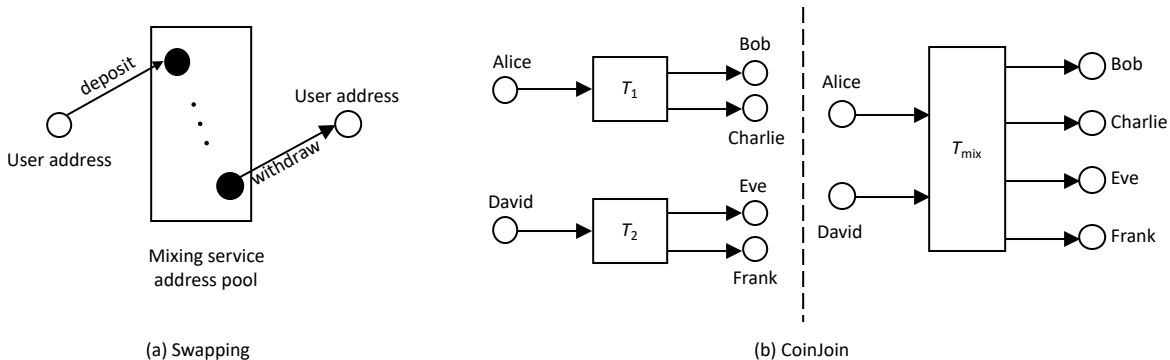 deposit
User address
User address
withdraw
Mixing service
address pool
(a) Swapping
Alice
T1
Bob
Charlie
David
T2
Eve
Frank
Alice
David
Tmix
Bob
Charlie
Eve
Frank
(b) CoinJoin